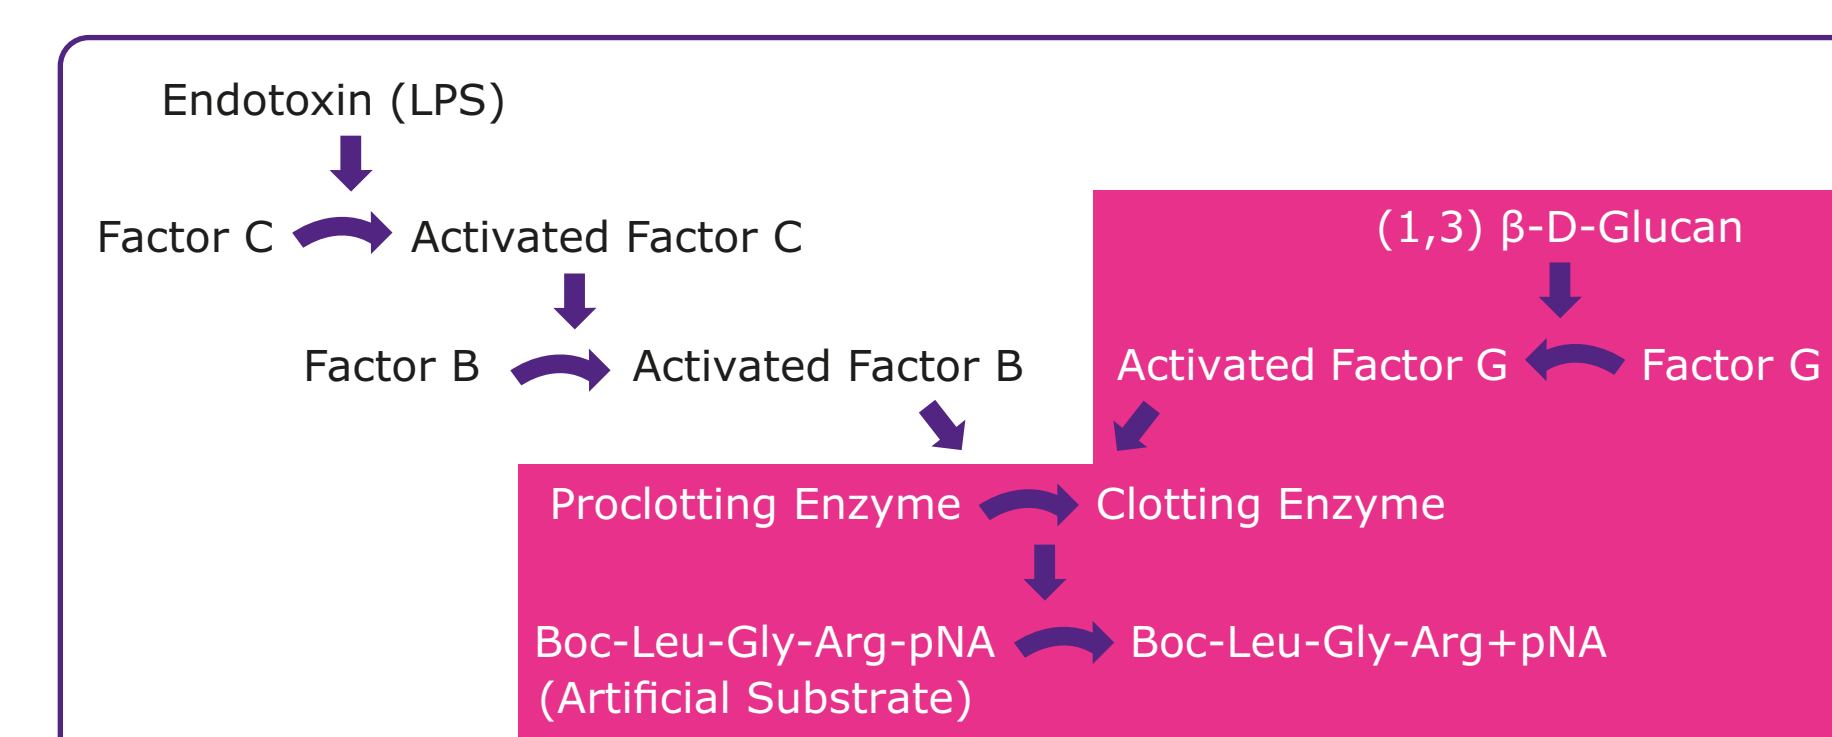 Endotoxin (LPS)
Factor C
Activated Factor C
(1,3) β-D-Glucan
Factor B
Activated Factor B
Activated Factor G
Factor G
Proclotting Enzyme
Clotting Enzyme
Boc-Leu-Gly-Arg-pNA
(Artificial Substrate)
Boc-Leu-Gly-Arg+pNA